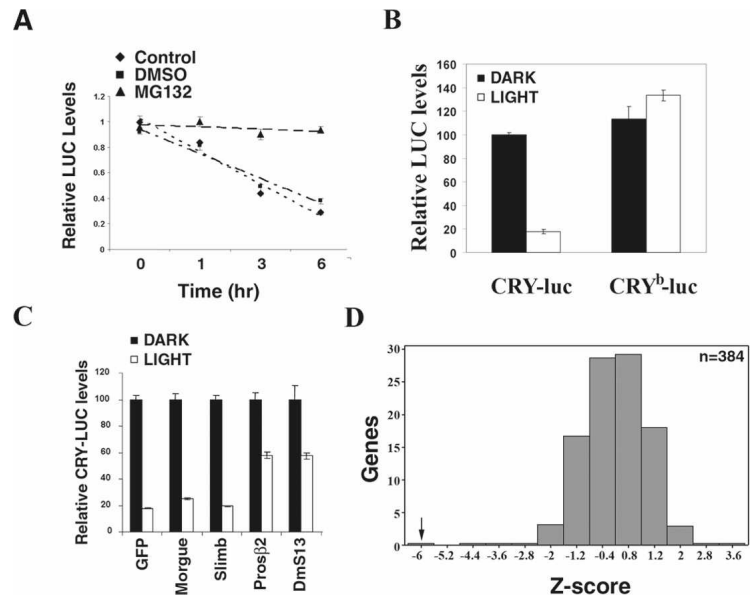 A
Control
DMSO
MG132
Relative LUC Levels
1.2
1
0.8
0.6
0.4
0.2
0
0 1 3 6
Time (hr)
B
DARK
LIGHT
Relative LUC levels
160
140
120
100
80
60
40
20
0
CRY-luc CRYᵇ-luc
C
DARK
LIGHT
Relative CRY-LUC levels
120
100
80
60
40
20
0
GFP
Morgue
Slimb
Prosβ2
DmS13
D
n=384
Genes
30
25
20
15
10
5
0
-6 -5.2 -4.4 -3.6 -2.8 -2 -1.2 -0.4 0.8 1.2 2 2.8 3.6
Z-score